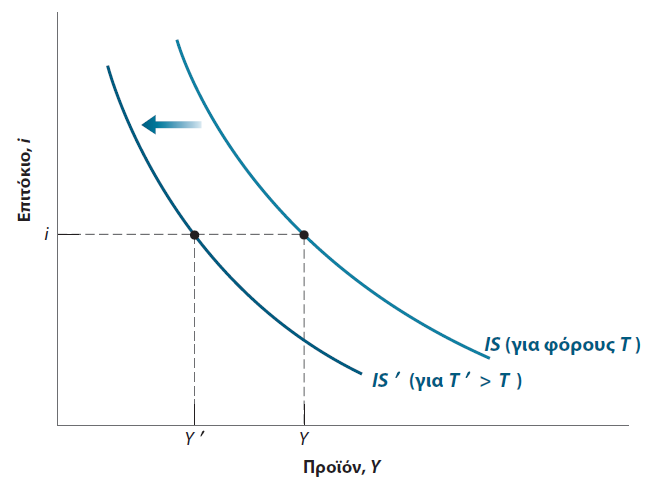 Επιτόκιο, i
i
IS (για φόρους T )
IS ′ (για T ′ > T )
Y ′
Y
Προϊόν, Y